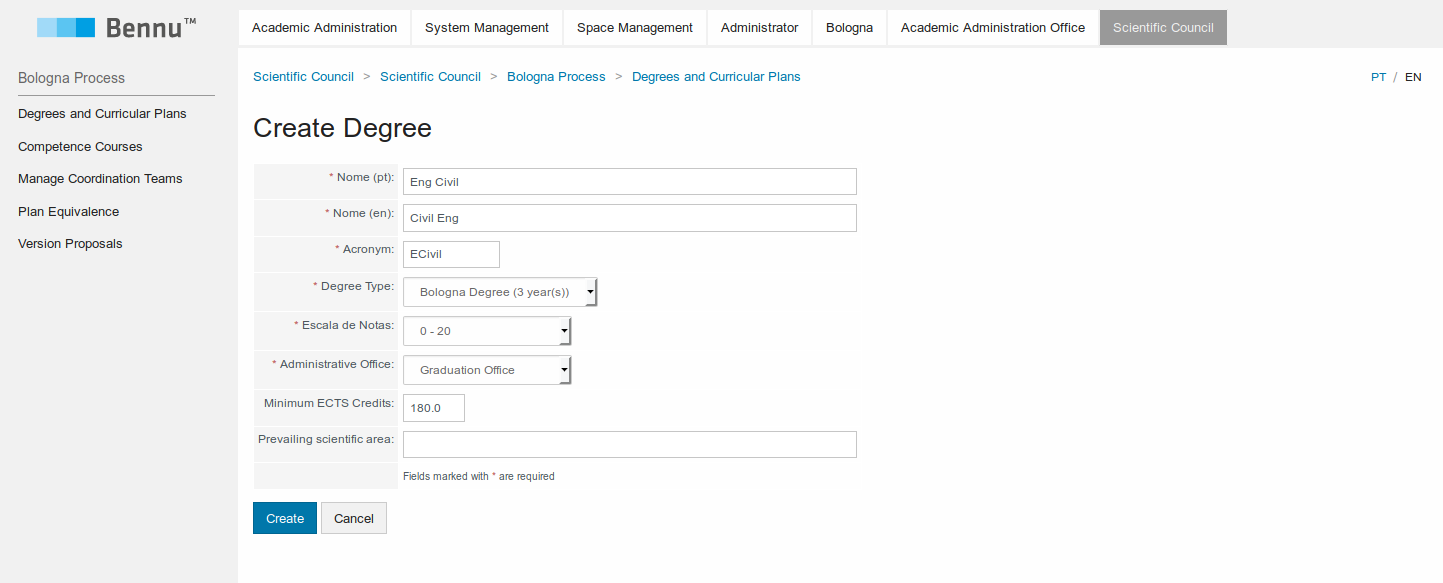 Bennu™
Academic Administration
System Management
Space Management
Administrator
Bologna
Academic Administration Office
Scientific Council
Bologna Process
Degrees and Curricular Plans
Competence Courses
Manage Coordination Teams
Plan Equivalence
Version Proposals
Scientific Council > Scientific Council > Bologna Process > Degrees and Curricular Plans
PT / EN
Create Degree
* Nome (pt): Eng Civil
* Nome (en): Civil Eng
* Acronym: ECivil
* Degree Type: Bologna Degree (3 year(s))
* Escala de Notas: 0 - 20
* Administrative Office: Graduation Office
Minimum ECTS Credits: 180.0
Prevailing scientific area:
Fields marked with * are required
Create
Cancel